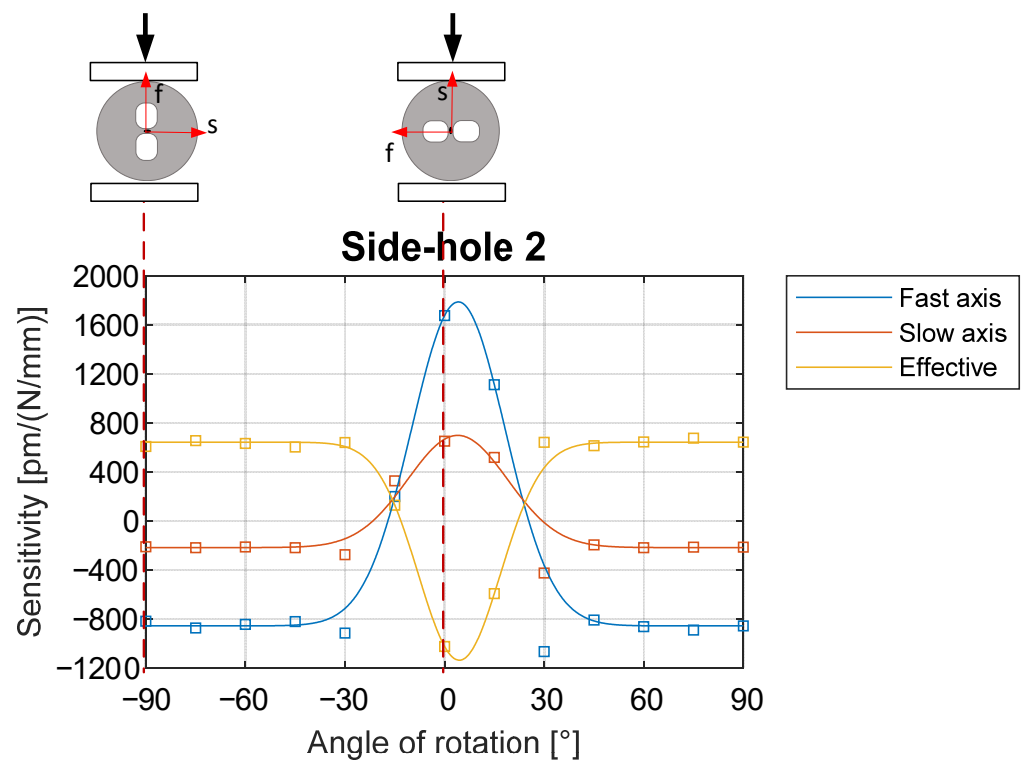 f
s
s
f
Side-hole 2
2000
1600
1200
800
400
0
−400
−800
−1200
−90 −60 −30 0 30 60 90
Sensitivity [pm/(N/mm)]
Angle of rotation [°]
Fast axis
Slow axis
Effective